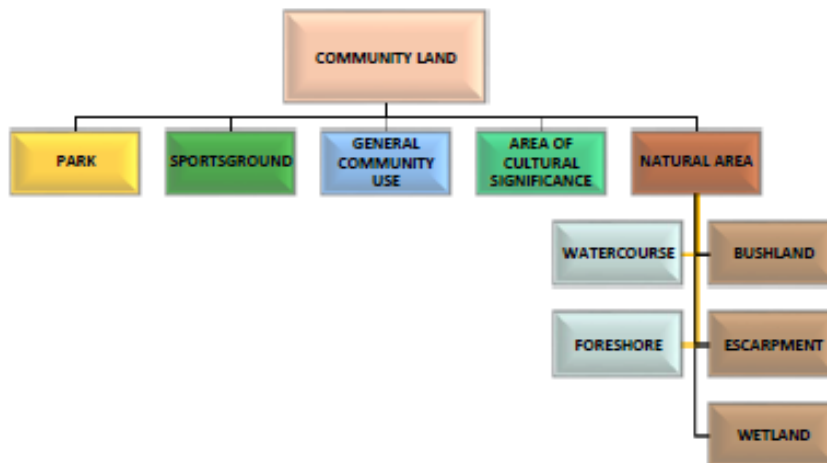 COMMUNITY LAND
PARK
SPORTSGROUND
GENERAL
COMMUNITY
USE
AREA OF
CULTURAL
SIGNIFICANCE
NATURAL AREA
WATERCOURSE
BUSHLAND
FORESHORE
ESCARPMENT
WETLAND